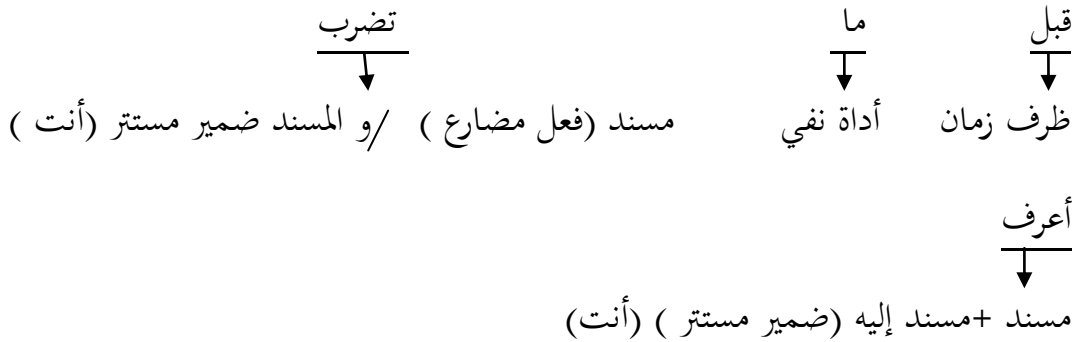 قبل ما تضرب
ظرف زمان أداة نفي مسند (فعل مضارع ) /و المسند ضمير مستتر (أنت )
أعرف
مسند +مسند إليه (ضمير مستتر ) (أنت)